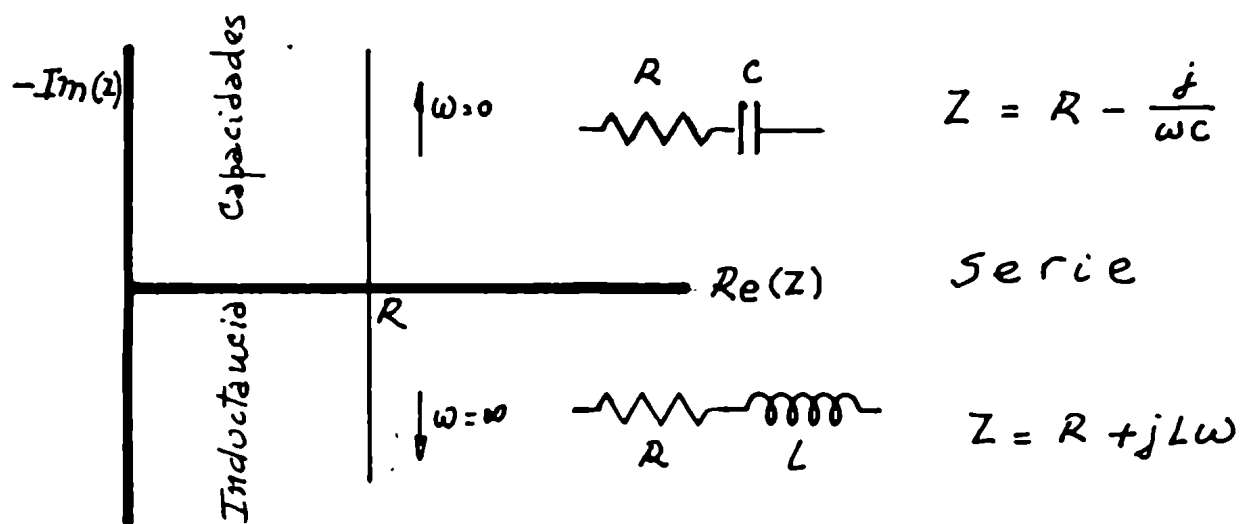 -Im(Z)
Capacidades
ω=0
R C
Z = R - j/ωC
Re(Z)
serie
R
Inductancia
ω=∞
R L
Z = R + jLω